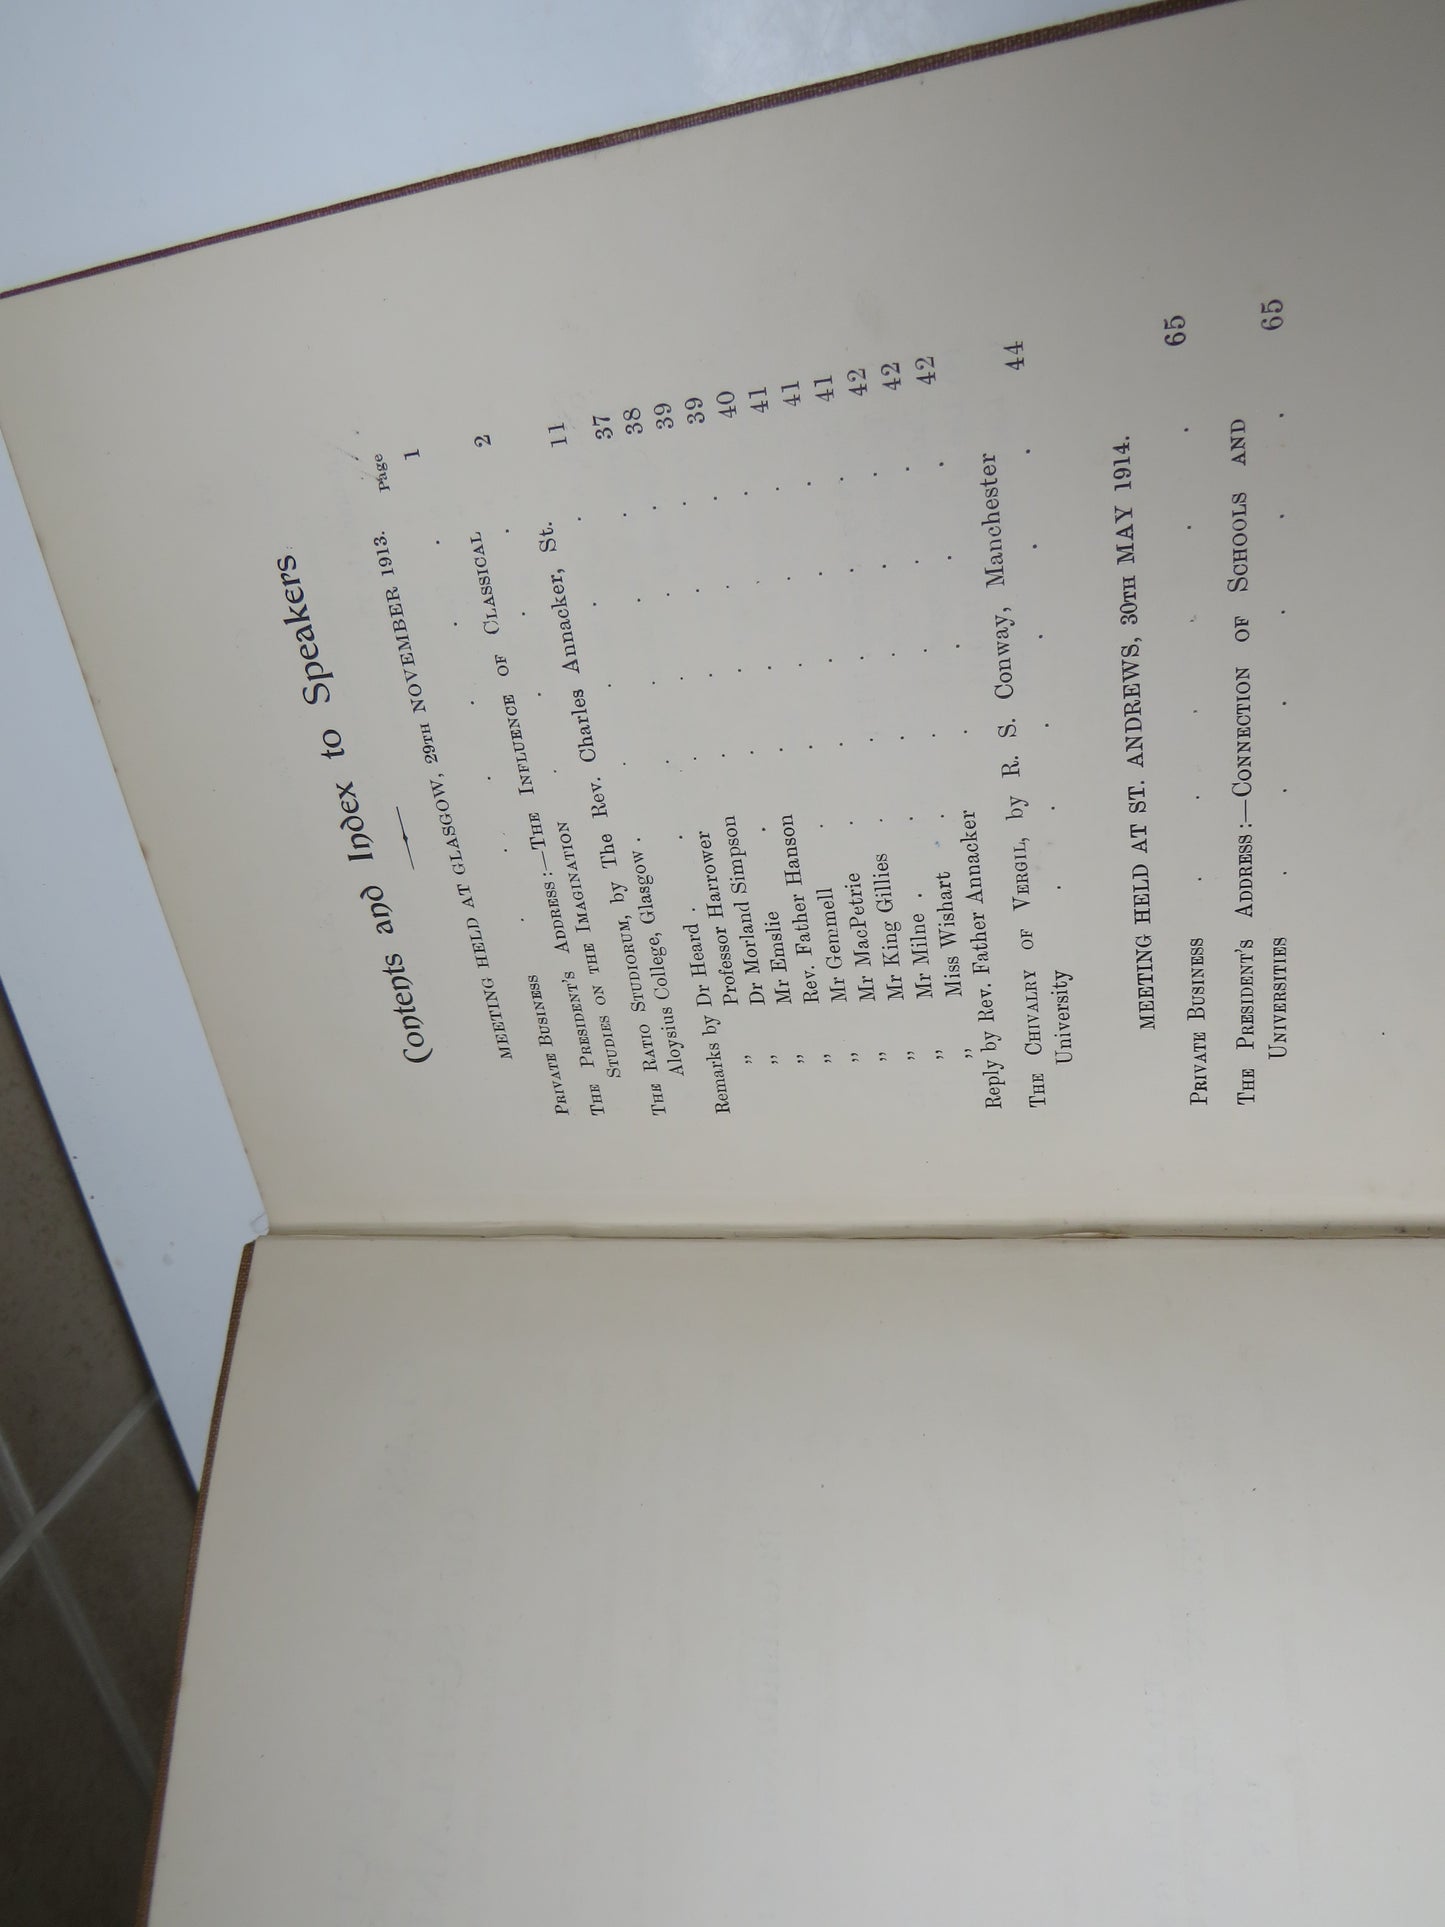 Contents and Index to Speakers
MEETING HELD AT GLASGOW, 29TH NOVEMBER 1913. Page
PRIVATE BUSINESS . . . . . . 1
THE PRESIDENT'S ADDRESS:—THE INFLUENCE OF CLASSICAL
STUDIES ON THE IMAGINATION . . . . 2
THE RATIO STUDIORUM, by The Rev. Charles Annacker, St.
Aloysius College, Glasgow . . . . . 11
Remarks by Dr Heard . . . . . 37
„ Professor Harrower . . . . 38
„ Dr Morland Simpson . . . . 39
„ Mr Emslie . . . . . 39
„ Rev. Father Hanson . . . . 40
„ Mr Gemmell . . . . . 41
„ Mr MacPetrie . . . . . 41
„ Mr King Gillies . . . . . 41
„ Mr Milne . . . . . 42
„ Miss Wishart . . . . . 42
Reply by Rev. Father Annacker . . . . 42
THE CHIVALRY OF VERGIL, by R. S. Conway, Manchester
University . . . . . . 44
MEETING HELD AT ST. ANDREWS, 30TH MAY 1914.
PRIVATE BUSINESS . . . . . . 65
THE PRESIDENT'S ADDRESS:—CONNECTION OF SCHOOLS AND
UNIVERSITIES . . . . . . 65